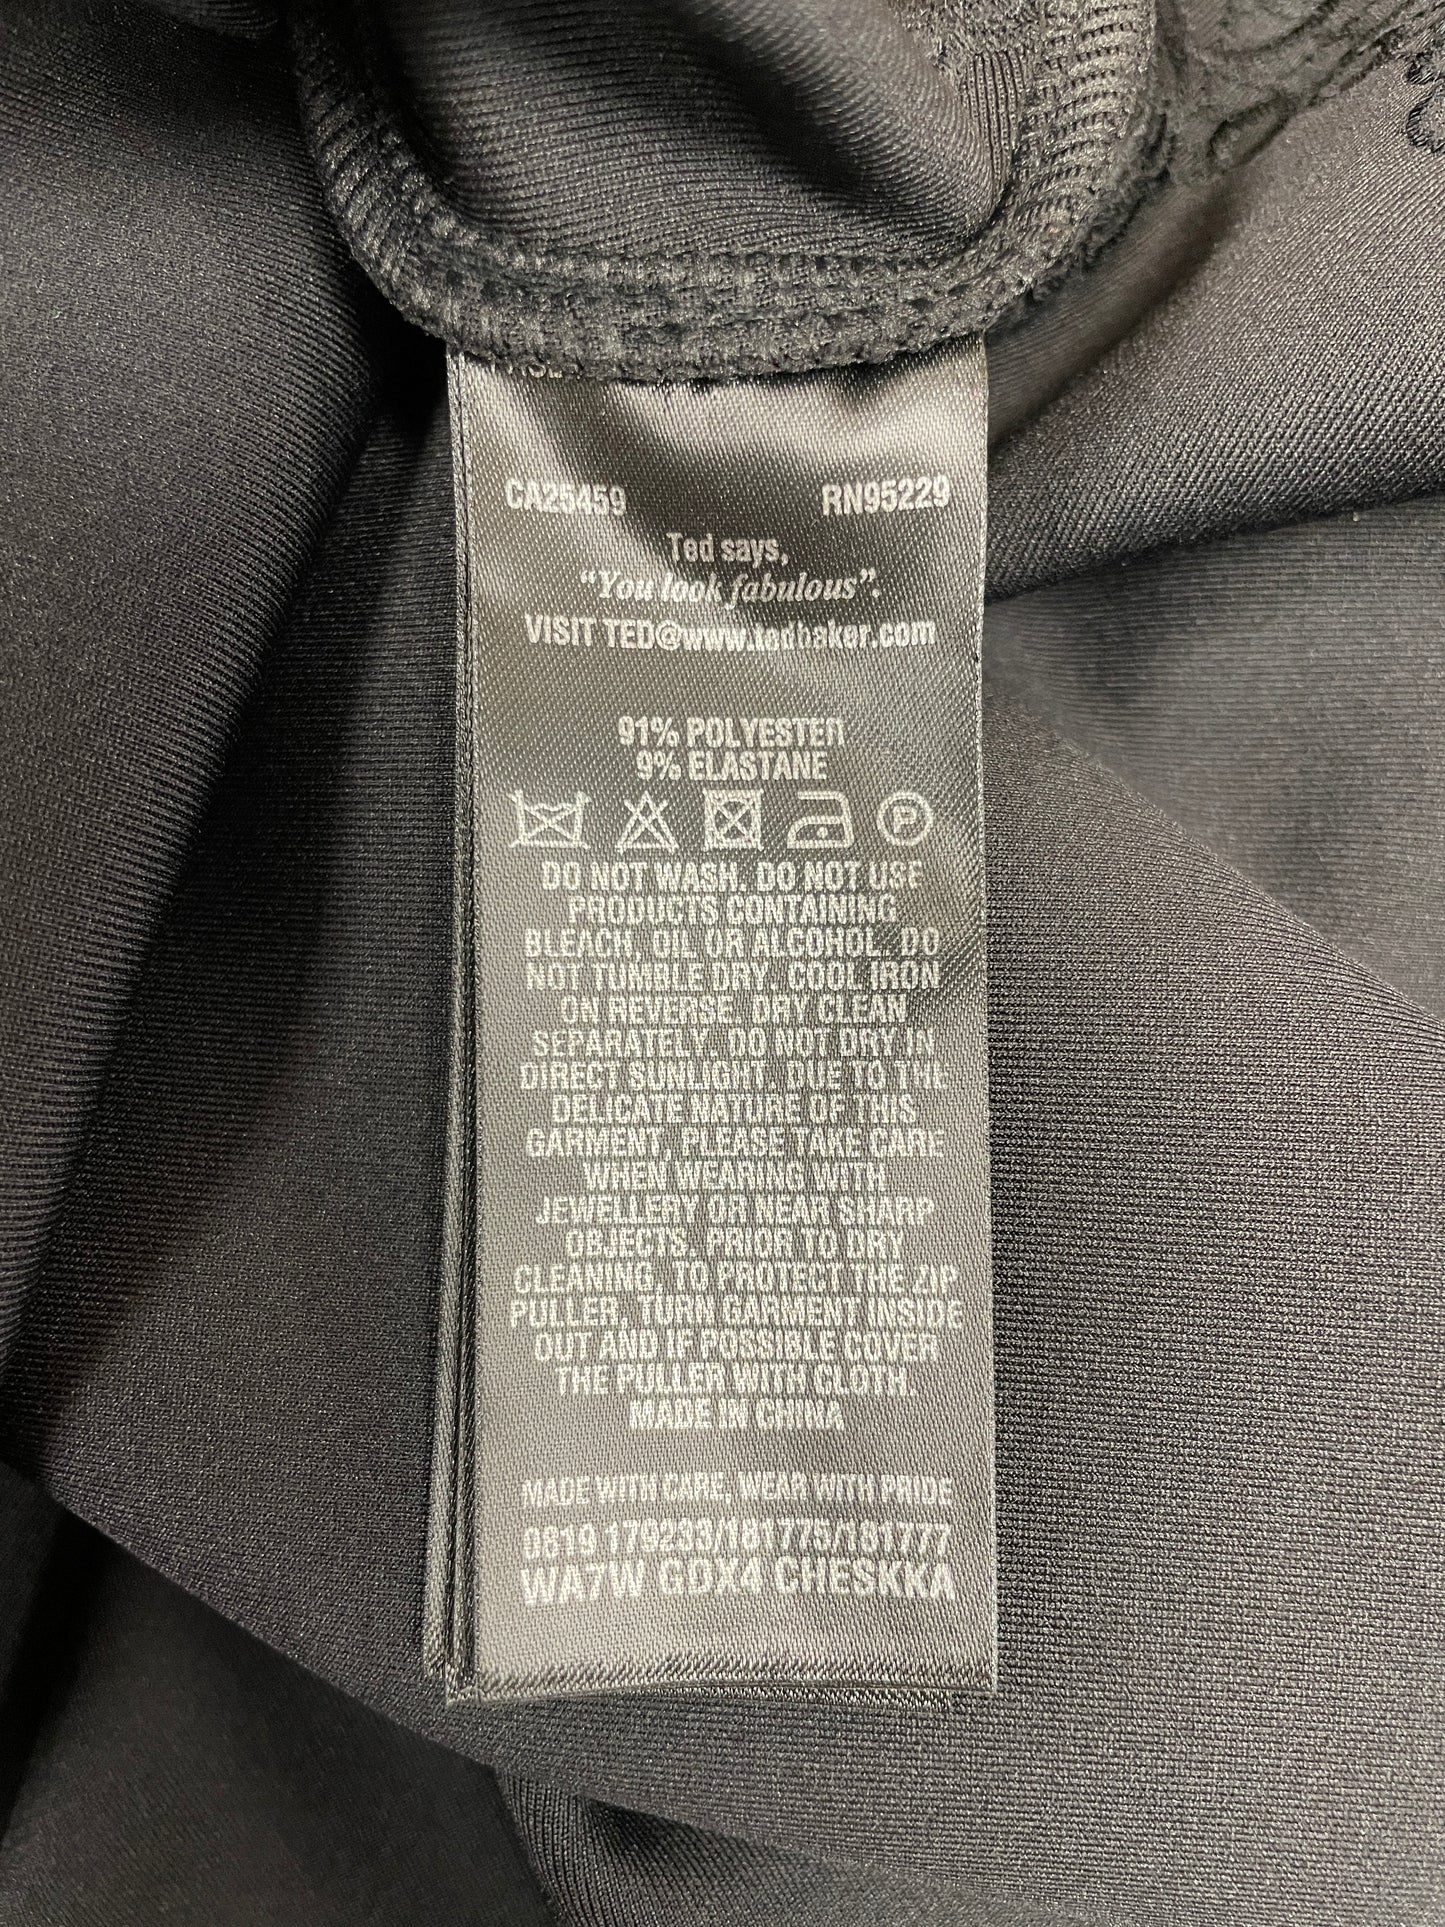 CA25459 RN95229
Ted says,
“You look fabulous”.
VISIT TED@www.tedbaker.com
91% POLYESTER
9% ELASTANE
P
DO NOT WASH. DO NOT USE
PRODUCTS CONTAINING
BLEACH, OIL OR ALCOHOL. DO
NOT TUMBLE DRY. COOL IRON
ON REVERSE. DRY CLEAN
SEPARATELY. DO NOT DRY IN
DIRECT SUNLIGHT. DUE TO THE
DELICATE NATURE OF THIS
GARMENT, PLEASE TAKE CARE
WHEN WEARING WITH
JEWELLERY OR NEAR SHARP
OBJECTS. PRIOR TO DRY
CLEANING, TO PROTECT THE ZIP
PULLER, TURN GARMENT INSIDE
OUT AND IF POSSIBLE COVER
THE PULLER WITH CLOTH.
MADE IN CHINA
MADE WITH CARE, WEAR WITH PRIDE
0819 179233/181775/181777
WA7W GDX4 CHESKKA